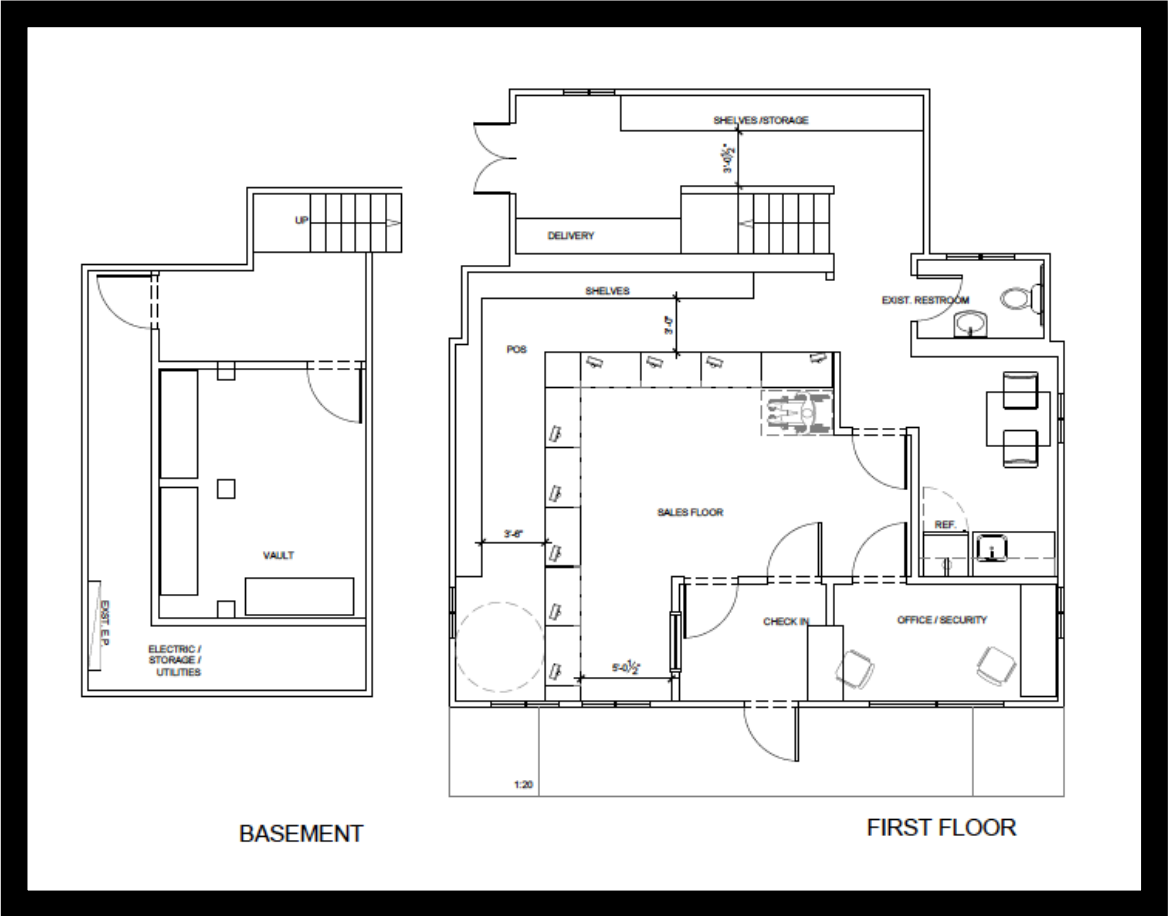 SHELVES /STORAGE
3'-0½"
UP
DELIVERY
SHELVES
EXIST. RESTROOM
3'-0"
POS
SALES FLOOR
REF.
3'-6"
VAULT
EXIST. E.P.
CHECK IN
OFFICE / SECURITY
ELECTRIC /
STORAGE /
UTILITIES
5'-0½"
1:20
BASEMENT
FIRST FLOOR